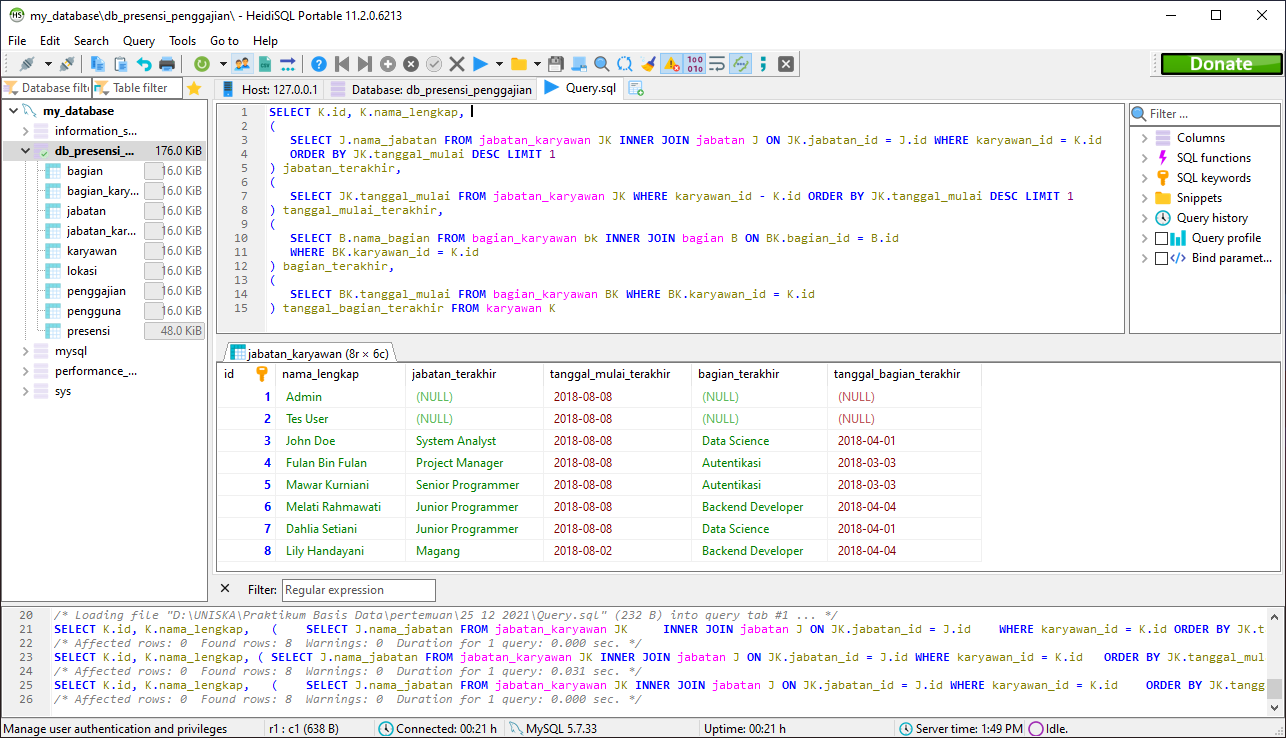 my_database\db_presensi_penggajian\ - HeidiSQL Portable 11.2.0.6213
File Edit Search Query Tools Go to Help
Donate
Database filt Table filter
Host: 127.0.0.1 Database: db_presensi_penggajian Query.sql
my_database
information_s...
db_presensi_... 176.0 KiB
bagian 16.0 KiB
bagian_kary... 16.0 KiB
jabatan 16.0 KiB
jabatan_kar... 16.0 KiB
karyawan 16.0 KiB
lokasi 16.0 KiB
penggajian 16.0 KiB
pengguna 16.0 KiB
presensi 48.0 KiB
mysql
performance_...
sys
1 SELECT K.id, K.nama_lengkap,
2 (
3 SELECT J.nama_jabatan FROM jabatan_karyawan JK INNER JOIN jabatan J ON JK.jabatan_id = J.id WHERE karyawan_id = K.id
4 ORDER BY JK.tanggal_mulai DESC LIMIT 1
5 ) jabatan_terakhir,
6 (
7 SELECT JK.tanggal_mulai FROM jabatan_karyawan JK WHERE karyawan_id - K.id ORDER BY JK.tanggal_mulai DESC LIMIT 1
8 ) tanggal_mulai_terakhir,
9 (
10 SELECT B.nama_bagian FROM bagian_karyawan bk INNER JOIN bagian B ON BK.bagian_id = B.id
11 WHERE BK.karyawan_id = K.id
12 ) bagian_terakhir,
13 (
14 SELECT BK.tanggal_mulai FROM bagian_karyawan BK WHERE BK.karyawan_id = K.id
15 ) tanggal_bagian_terakhir FROM karyawan K
Filter ...
Columns
SQL functions
SQL keywords
Snippets
Query history
Query profile
Bind paramet...
jabatan_karyawan (8r × 6c)
id nama_lengkap jabatan_terakhir tanggal_mulai_terakhir bagian_terakhir tanggal_bagian_terakhir
1 Admin (NULL) 2018-08-08 (NULL) (NULL)
2 Tes User (NULL) 2018-08-08 (NULL) (NULL)
3 John Doe System Analyst 2018-08-08 Data Science 2018-04-01
4 Fulan Bin Fulan Project Manager 2018-08-08 Autentikasi 2018-03-03
5 Mawar Kurniani Senior Programmer 2018-08-08 Autentikasi 2018-03-03
6 Melati Rahmawati Junior Programmer 2018-08-08 Backend Developer 2018-04-04
7 Dahlia Setiani Junior Programmer 2018-08-08 Data Science 2018-04-01
8 Lily Handayani Magang 2018-08-02 Backend Developer 2018-04-04
Filter: Regular expression
20 /* Loading file "D:\UNISKA\Praktikum Basis Data\pertemuan\25 12 2021\Query.sql" (232 B) into query tab #1 ... */
21 SELECT K.id, K.nama_lengkap, ( SELECT J.nama_jabatan FROM jabatan_karyawan JK INNER JOIN jabatan J ON JK.jabatan_id = J.id WHERE karyawan_id = K.id ORDER BY JK.t
22 /* Affected rows: 0 Found rows: 8 Warnings: 0 Duration for 1 query: 0.000 sec. */
23 SELECT K.id, K.nama_lengkap, ( SELECT J.nama_jabatan FROM jabatan_karyawan JK INNER JOIN jabatan J ON JK.jabatan_id = J.id WHERE karyawan_id = K.id ORDER BY JK.tanggal_mul
24 /* Affected rows: 0 Found rows: 8 Warnings: 0 Duration for 1 query: 0.031 sec. */
25 SELECT K.id, K.nama_lengkap, ( SELECT J.nama_jabatan FROM jabatan_karyawan JK INNER JOIN jabatan J ON JK.jabatan_id = J.id WHERE karyawan_id = K.id ORDER BY JK.tangg
26 /* Affected rows: 0 Found rows: 8 Warnings: 0 Duration for 1 query: 0.000 sec. */
Manage user authentication and privileges r1 : c1 (638 B) Connected: 00:21 h MySQL 5.7.33 Uptime: 00:21 h Server time: 1:49 PM Idle.